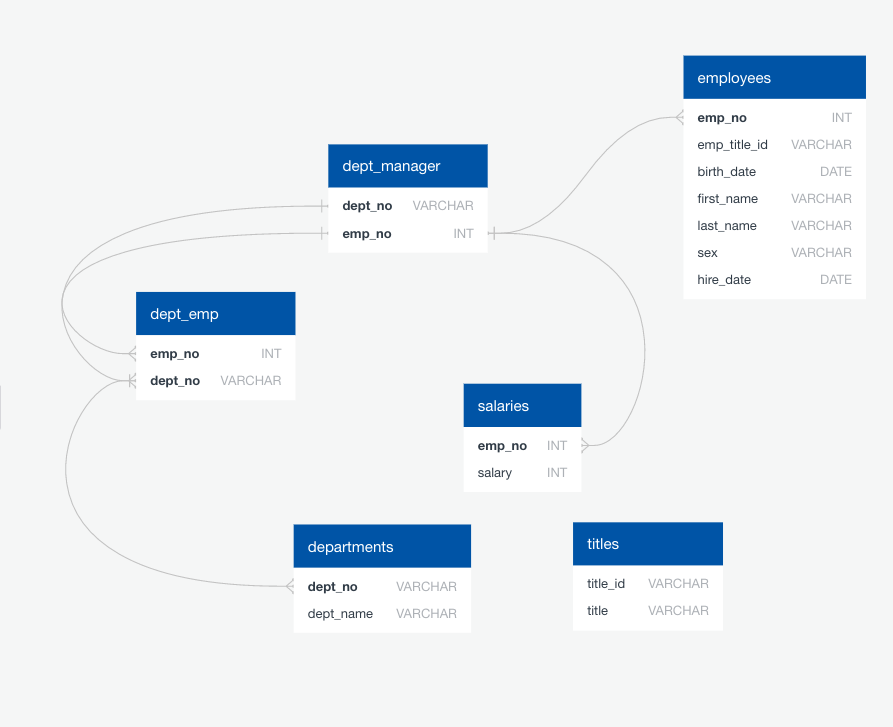 employees
emp_no INT
emp_title_id VARCHAR
birth_date DATE
first_name VARCHAR
last_name VARCHAR
sex VARCHAR
hire_date DATE
dept_manager
dept_no VARCHAR
emp_no INT
dept_emp
emp_no INT
dept_no VARCHAR
salaries
emp_no INT
salary INT
departments
dept_no VARCHAR
dept_name VARCHAR
titles
title_id VARCHAR
title VARCHAR